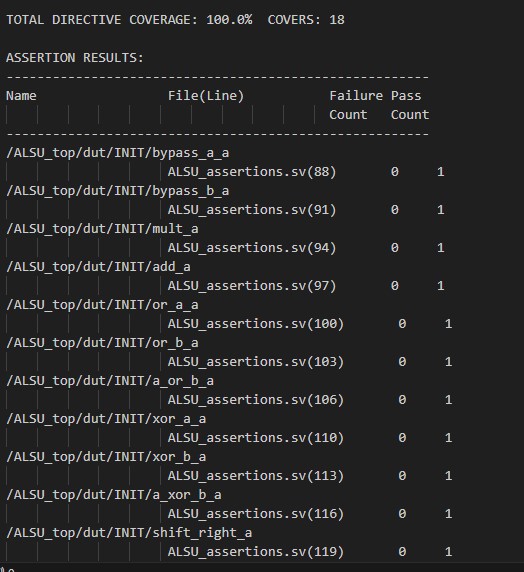 TOTAL DIRECTIVE COVERAGE: 100.0%  COVERS: 18
ASSERTION RESULTS:
------------------------------------------------------
Name                 File(Line)                   Failure Pass
Count   Count
------------------------------------------------------
/ALSU_top/dut/INIT/bypass_a_a
ALSU_assertions.sv(88)       0     1
/ALSU_top/dut/INIT/bypass_b_a
ALSU_assertions.sv(91)       0     1
/ALSU_top/dut/INIT/mult_a
ALSU_assertions.sv(94)       0     1
/ALSU_top/dut/INIT/add_a
ALSU_assertions.sv(97)       0     1
/ALSU_top/dut/INIT/or_a_a
ALSU_assertions.sv(100)       0     1
/ALSU_top/dut/INIT/or_b_a
ALSU_assertions.sv(103)       0     1
/ALSU_top/dut/INIT/a_or_b_a
ALSU_assertions.sv(106)       0     1
/ALSU_top/dut/INIT/xor_a_a
ALSU_assertions.sv(110)       0     1
/ALSU_top/dut/INIT/xor_b_a
ALSU_assertions.sv(113)       0     1
/ALSU_top/dut/INIT/a_xor_b_a
ALSU_assertions.sv(116)       0     1
/ALSU_top/dut/INIT/shift_right_a
ALSU_assertions.sv(119)       0     1